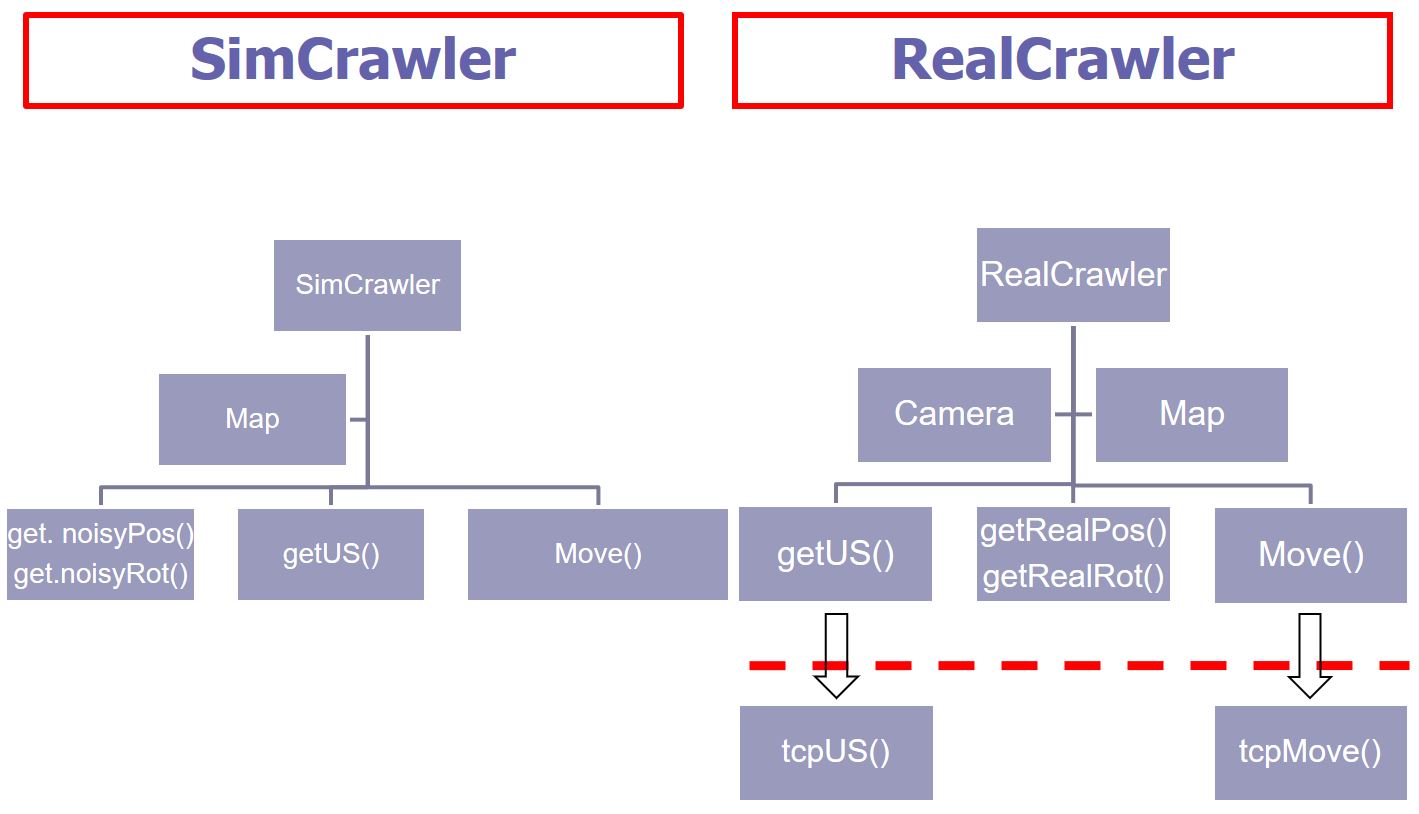 SimCrawler
RealCrawler
SimCrawler
Map
get. noisyPos()
get.noisyRot()
getUS()
Move()
RealCrawler
Camera
Map
getUS()
getRealPos()
getRealRot()
Move()
tcpUS()
tcpMove()